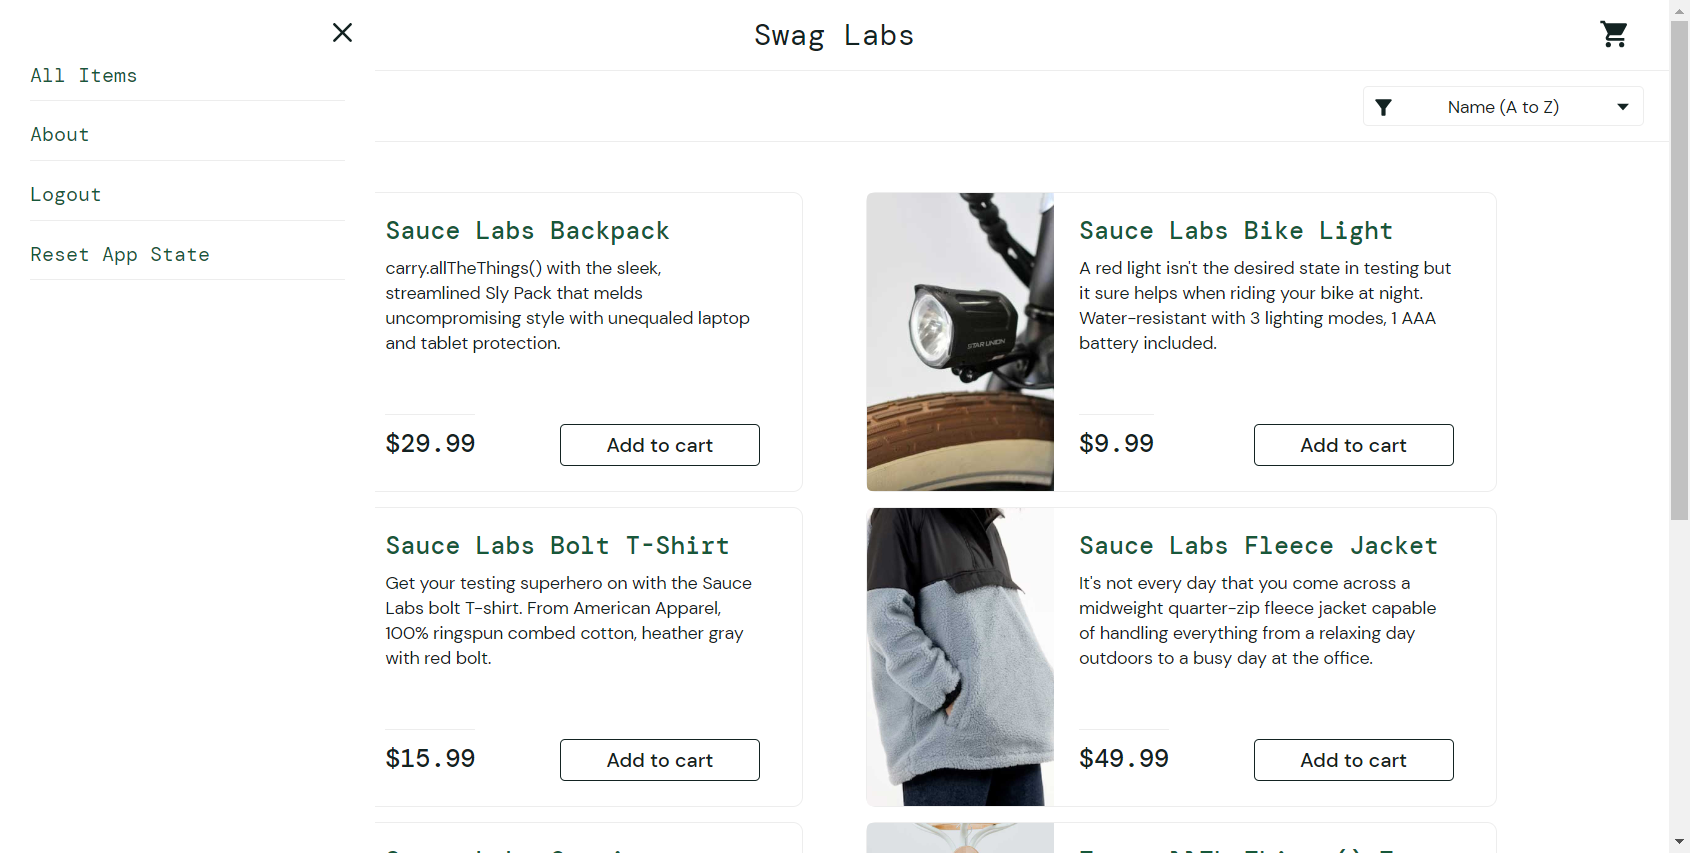 Swag Labs
All Items
About
Logout
Reset App State
Name (A to Z)
Sauce Labs Backpack
carry.allTheThings() with the sleek,
streamlined Sly Pack that melds
uncompromising style with unequaled laptop
and tablet protection.
$29.99
Add to cart
Sauce Labs Bike Light
A red light isn't the desired state in testing but
it sure helps when riding your bike at night.
Water-resistant with 3 lighting modes, 1 AAA
battery included.
STAR UNION
$9.99
Add to cart
Sauce Labs Bolt T-Shirt
Get your testing superhero on with the Sauce
Labs bolt T-shirt. From American Apparel,
100% ringspun combed cotton, heather gray
with red bolt.
$15.99
Add to cart
Sauce Labs Fleece Jacket
It's not every day that you come across a
midweight quarter-zip fleece jacket capable
of handling everything from a relaxing day
outdoors to a busy day at the office.
$49.99
Add to cart